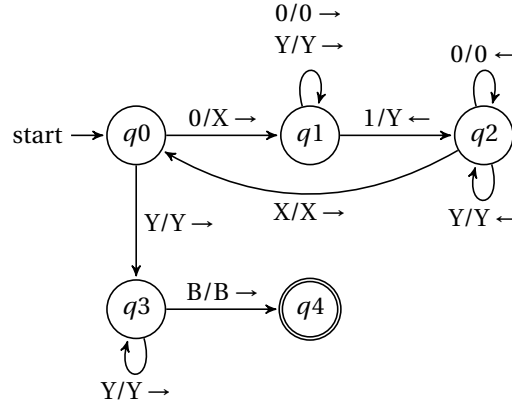 0/0 →
Y/Y →
0/0 ←
start
q0
0/X →
q1
1/Y ←
q2
X/X →
Y/Y ←
Y/Y →
q3
B/B →
q4
Y/Y →